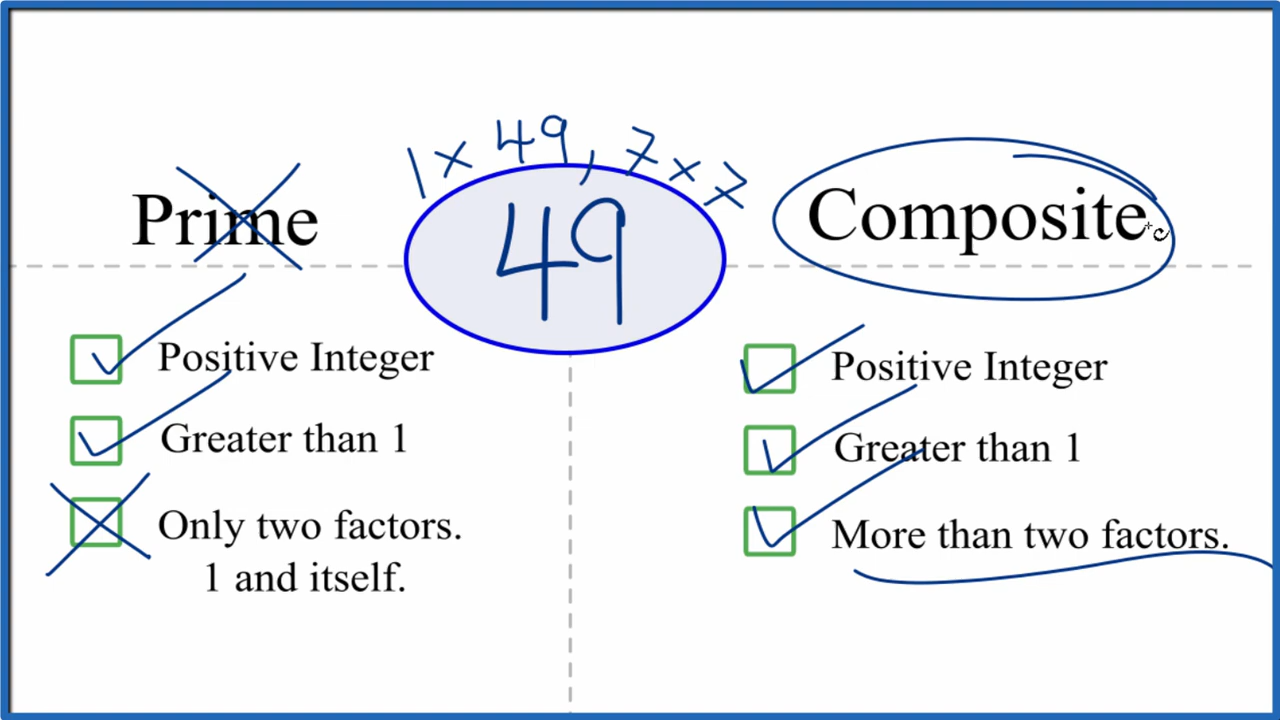 1 x 49, 7 x 7
Prime
49
Composite
Positive Integer
Greater than 1
Only two factors.
1 and itself.
Positive Integer
Greater than 1
More than two factors.